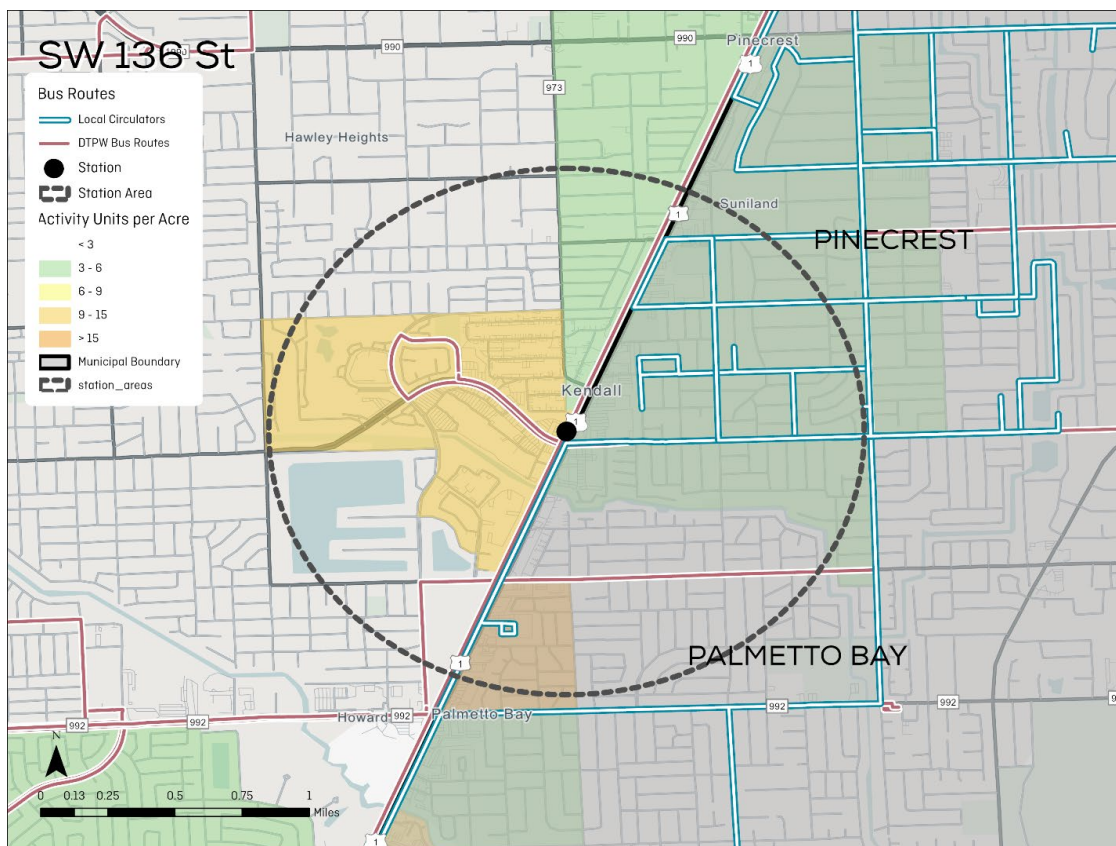 SW 136 St
Bus Routes
Local Circulators
DTPW Bus Routes
Station
Station Area
Activity Units per Acre
< 3
3 - 6
6 - 9
9 - 15
> 15
Municipal Boundary
station_areas
990
990
990
Pinecrest
1
973
Hawley Heights
Suniland
1
PINECREST
Kendall
1
PALMETTO BAY
1
Howard
992
Palmetto Bay
992
992
992
992
N
0
0.13
0.25
0.5
0.75
1
Miles
1